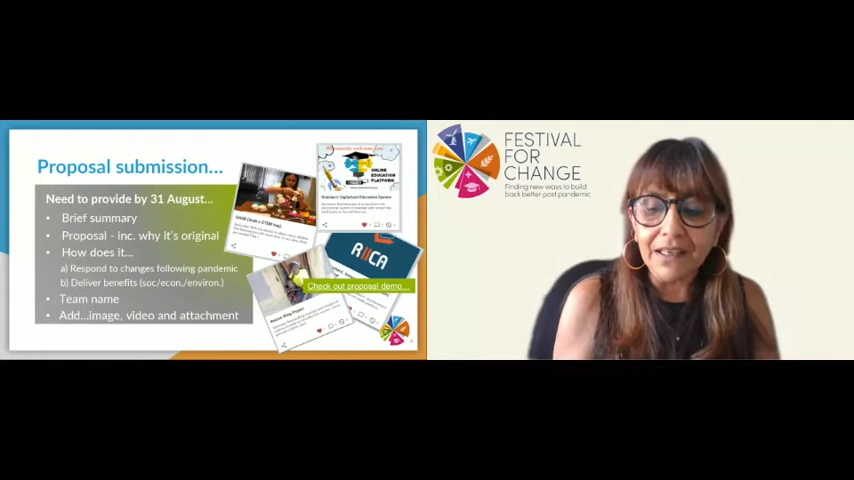 Proposal submission...
Need to provide by 31 August...
• Brief summary
• Proposal - inc. why it's original
• How does it...
a) Respond to changes following pandemic
b) Deliver benefits (soc/econ./environ.)
• Team name
• Add...image, video and attachment
ONLINE
EDUCATION
PLATFORM
RIICA
Check out proposal demo...
FESTIVAL
FOR
CHANGE
Finding new ways to build
back better post pandemic